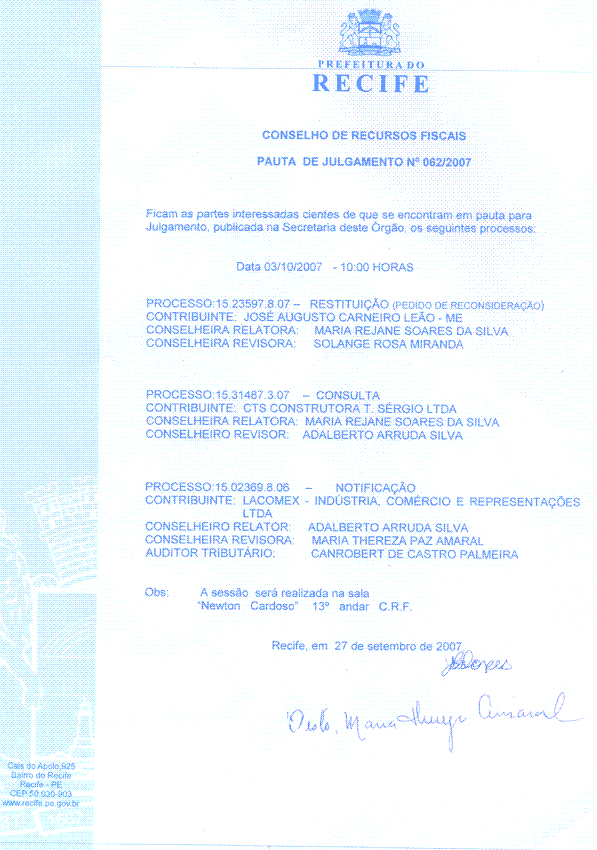 PREFEITURA DO
RECIFE
CONSELHO DE RECURSOS FISCAIS
PAUTA DE JULGAMENTO Nº 062/2007
Ficam as partes interessadas cientes de que se encontram em pauta para
Julgamento, publicada na Secretaria deste Órgão, os seguintes processos:
Data 03/10/2007 - 10:00 HORAS
PROCESSO:15.23597.8.07 – RESTITUIÇÃO (PEDIDO DE RECONSIDERAÇÃO)
CONTRIBUINTE: JOSÉ AUGUSTO CARNEIRO LEÃO - ME
CONSELHEIRA RELATORA: MARIA REJANE SOARES DA SILVA
CONSELHEIRA REVISORA: SOLANGE ROSA MIRANDA
PROCESSO:15.31487.3.07 – CONSULTA
CONTRIBUINTE: CTS CONSTRUTORA T. SÉRGIO LTDA
CONSELHEIRA RELATORA: MARIA REJANE SOARES DA SILVA
CONSELHEIRO REVISOR: ADALBERTO ARRUDA SILVA
PROCESSO:15.02369.8.06 – NOTIFICAÇÃO
CONTRIBUINTE: LACOMEX - INDÚSTRIA, COMÉRCIO E REPRESENTAÇÕES
LTDA
CONSELHEIRO RELATOR: ADALBERTO ARRUDA SILVA
CONSELHEIRA REVISORA: MARIA THEREZA PAZ AMARAL
AUDITOR TRIBUTÁRIO: CANROBERT DE CASTRO PALMEIRA
Obs: A sessão será realizada na sala
"Newton Cardoso" 13º andar C.R.F.
Recife, em 27 de setembro de 2007
Maria Amaral
Cais do Apolo,925
Bairro do Recife
Recife - PE
CEP 50.030-903
www.recife.pe.gov.br